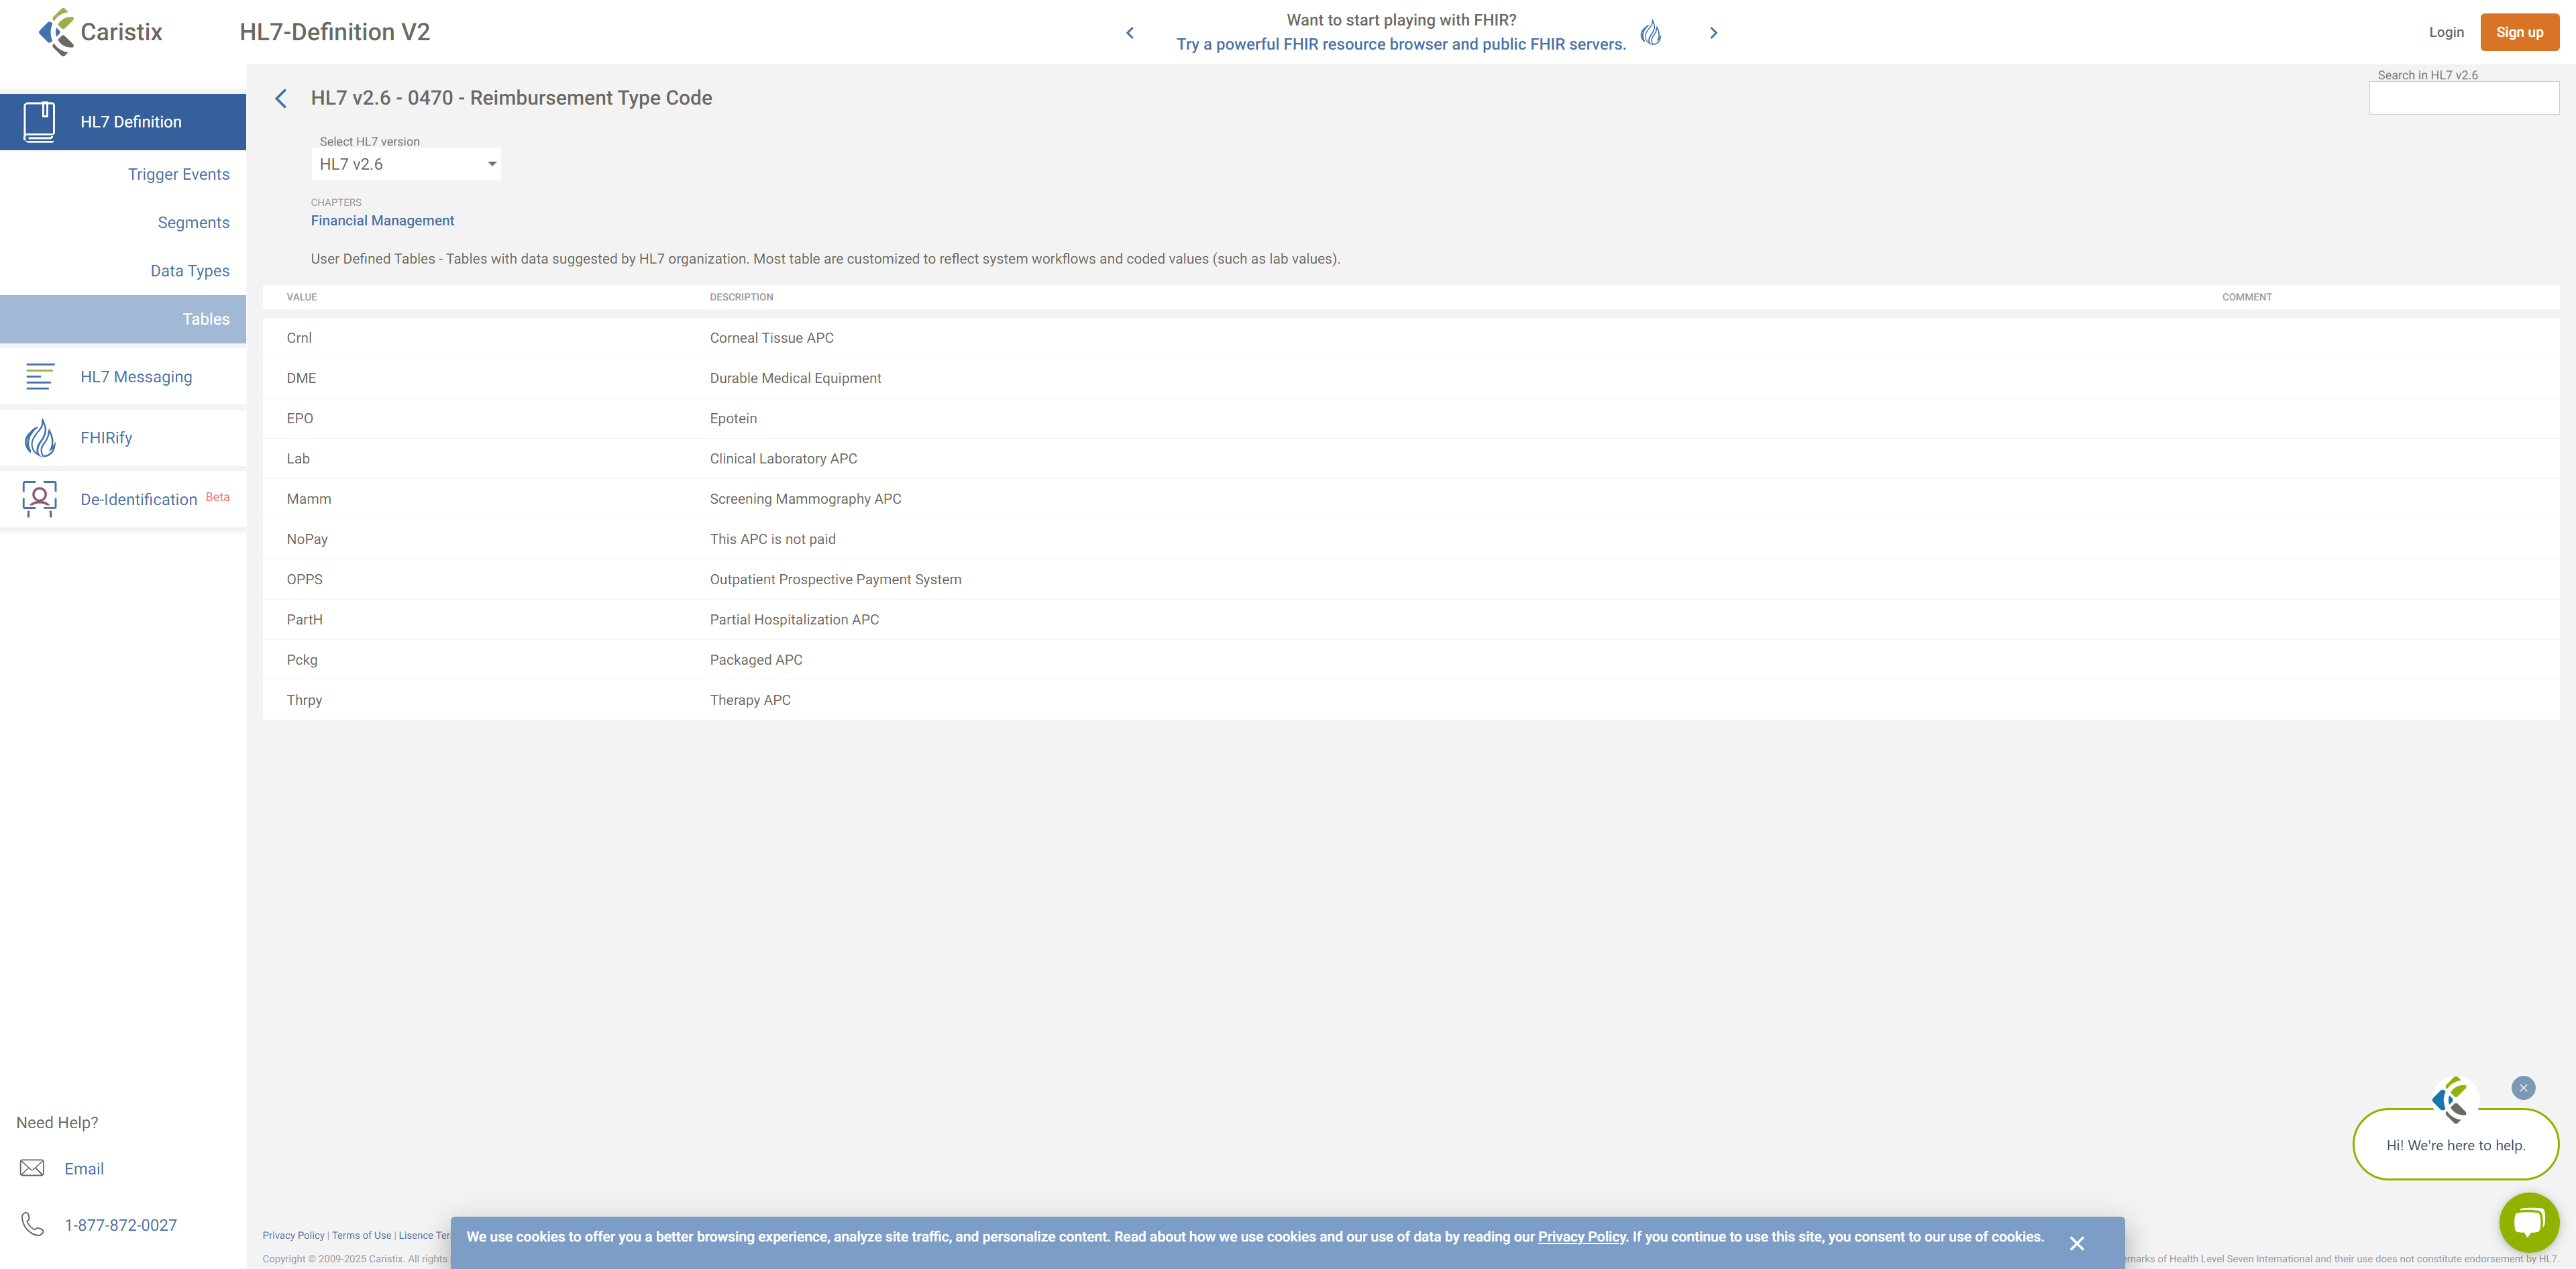 Caristix
HL7-Definition V2
Want to start playing with FHIR?
Try a powerful FHIR resource browser and public FHIR servers.
Login
Sign up
HL7 Definition
Trigger Events
Segments
Data Types
Tables
HL7 Messaging
FHIRify
De-Identification Beta
Need Help?
Email
1-877-872-0027
HL7 v2.6 - 0470 - Reimbursement Type Code
Search in HL7 v2.6
Select HL7 version
HL7 v2.6
CHAPTERS
Financial Management
User Defined Tables - Tables with data suggested by HL7 organization. Most table are customized to reflect system workflows and coded values (such as lab values).
VALUE DESCRIPTION COMMENT
Crnl Corneal Tissue APC
DME Durable Medical Equipment
EPO Epotein
Lab Clinical Laboratory APC
Mamm Screening Mammography APC
NoPay This APC is not paid
OPPS Outpatient Prospective Payment System
PartH Partial Hospitalization APC
Pckg Packaged APC
Thrpy Therapy APC
Hi! We're here to help.
Privacy Policy | Terms of Use | Lisence
We use cookies to offer you a better browsing experience, analyze site traffic, and personalize content. Read about how we use cookies and our use of data by reading our Privacy Policy. If you continue to use this site, you consent to our use of cookies.
Copyright © 2009-2025 Caristix. All rights
of Health Level Seven International and their use does not constitute endorsement by HL7.